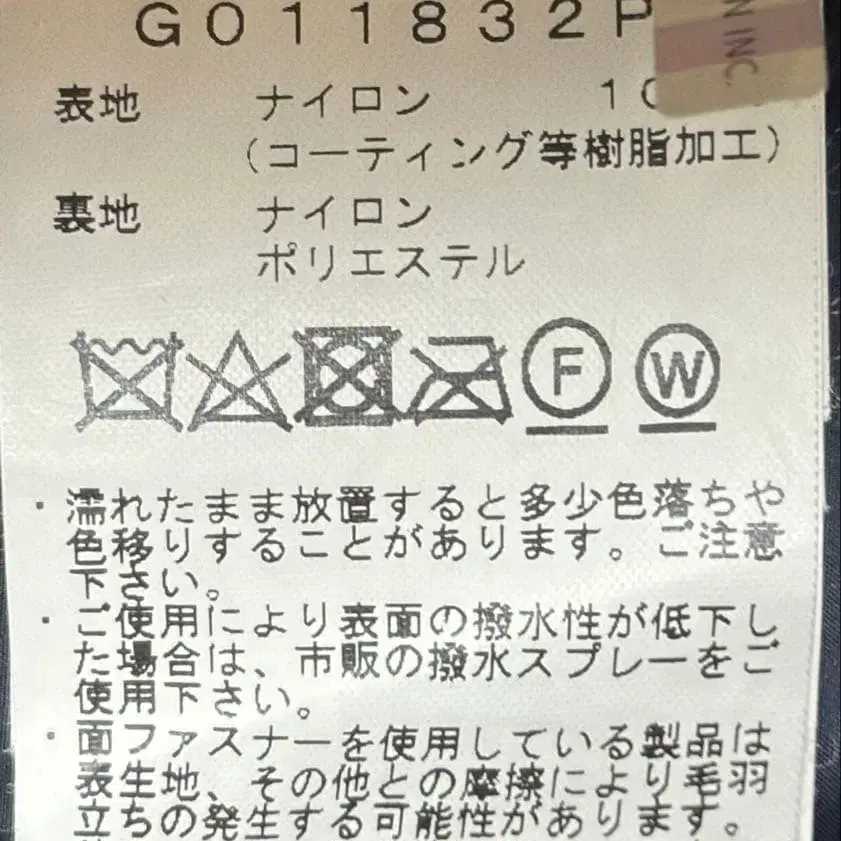 G011832P
N INC.
表地 ナイロン 10
(コーティング等樹脂加工)
裏地 ナイロン
ポリエステル
F W
・濡れたまま放置すると多少色落ちや
色移りすることがあります。ご注意
下さい。
・ご使用により表面の撥水性が低下し
た場合は、市販の撥水スプレーをご
使用下さい。
・面ファスナーを使用している製品は
表生地、その他との摩擦により毛羽
立ちの発生する可能性があります。